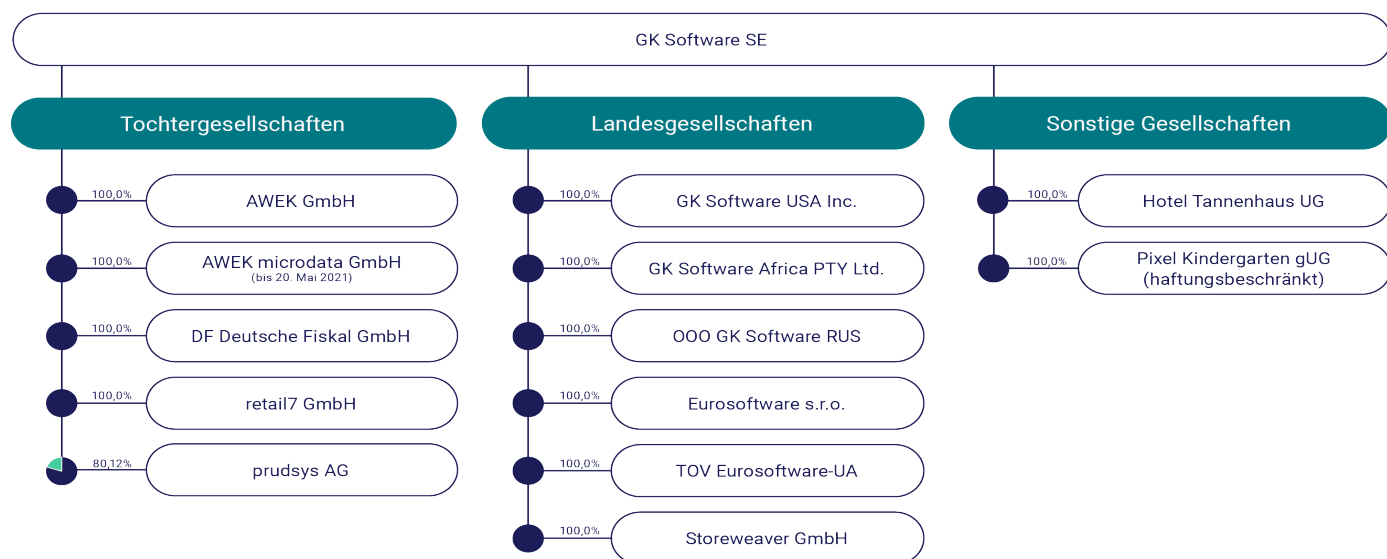 GK Software SE
Tochtergesellschaften
100,0%
AWEK GmbH
100,0%
AWEK microdata GmbH
(bis 20. Mai 2021)
100,0%
DF Deutsche Fiskal GmbH
100,0%
retail7 GmbH
80,12%
prudsys AG
Landesgesellschaften
100,0%
GK Software USA Inc.
100,0%
GK Software Africa PTY Ltd.
100,0%
OOO GK Software RUS
100,0%
Eurosoftware s.r.o.
100,0%
TOV Eurosoftware-UA
100,0%
Storeweaver GmbH
Sonstige Gesellschaften
100,0%
Hotel Tannenhaus UG
100,0%
Pixel Kindergarten gUG
(haftungsbeschränkt)